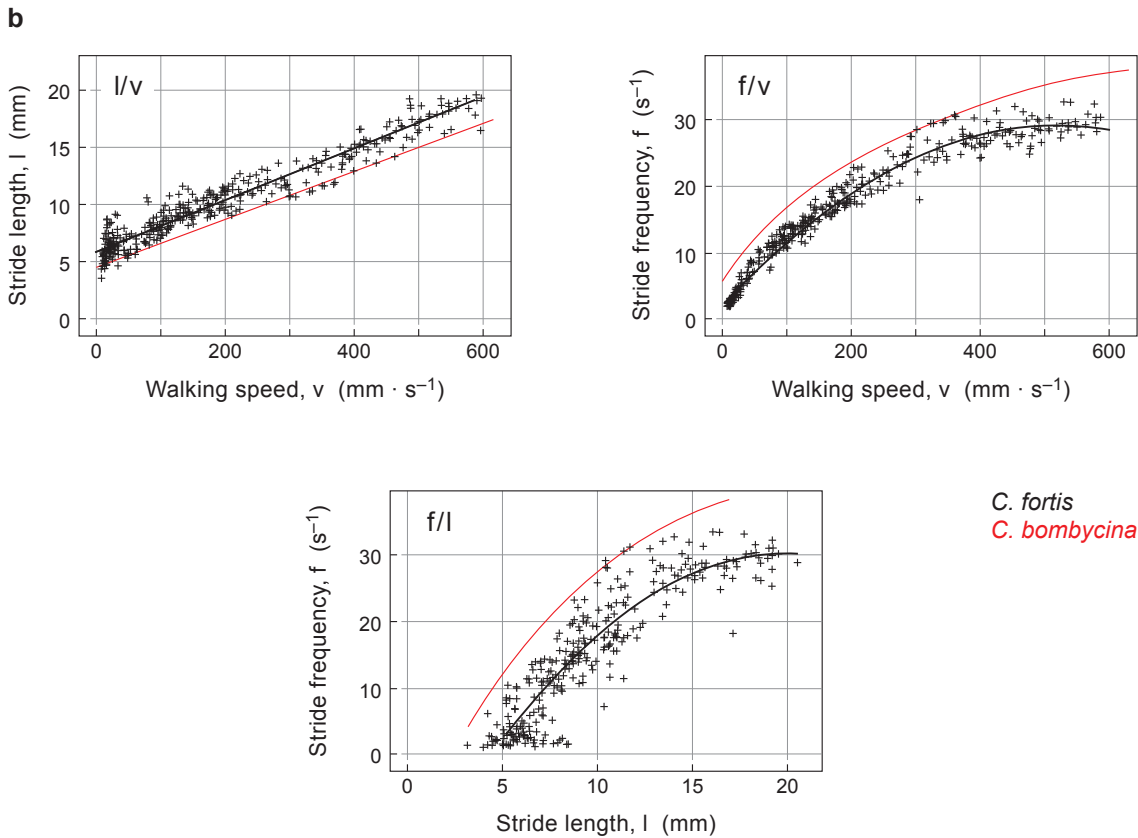 b
l/v
Stride length, l (mm)
20
15
10
5
0
0
200
400
600
Walking speed, v (mm · s⁻¹)
f/v
Stride frequency, f (s⁻¹)
30
20
10
0
0
200
400
600
Walking speed, v (mm · s⁻¹)
f/l
Stride frequency, f (s⁻¹)
30
20
10
0
0
5
10
15
20
Stride length, l (mm)
C. fortis
C. bombycina